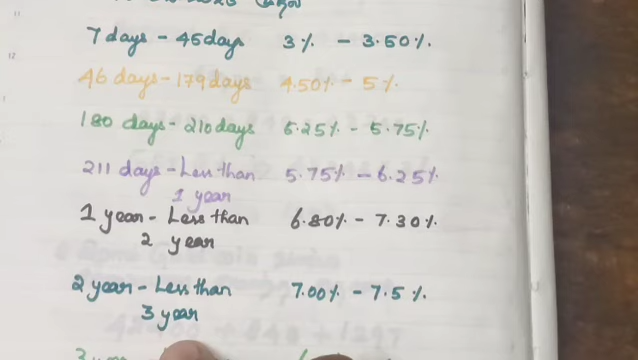 7 days - 45 days 3% - 3.50%.
46 days - 179 days 4.50% - 5%.
180 days - 210 days 5.25% - 5.75%.
211 days - Less than 5.75% - 6.25%.
1 year
1 year - Less than 6.80% - 7.30%.
2 year
2 year - Less than 7.00% - 7.5%.
3 year